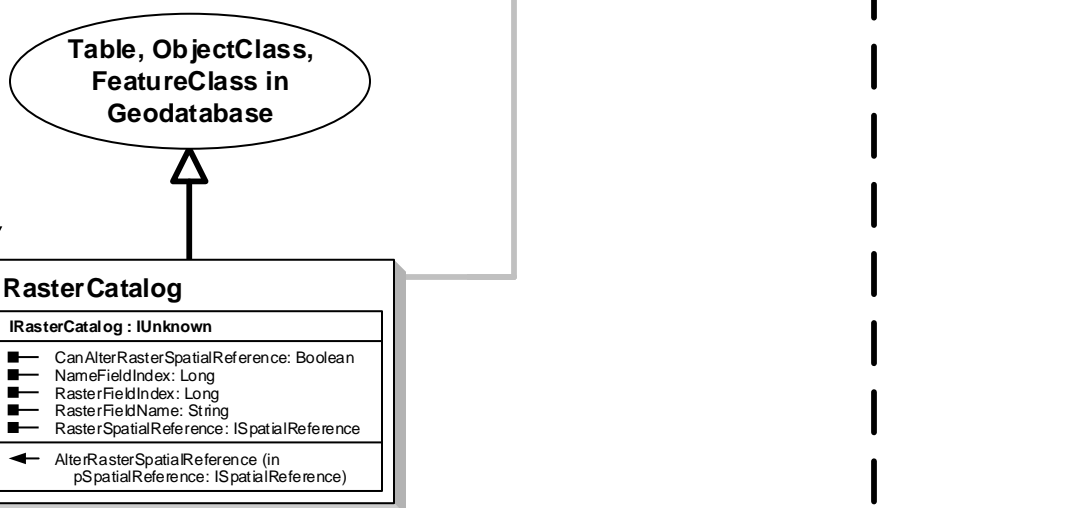 Table, ObjectClass,
FeatureClass in
Geodatabase
RasterCatalog
IRasterCatalog : IUnknown
CanAlterRasterSpatialReference: Boolean
NameFieldIndex: Long
RasterFieldIndex: Long
RasterFieldName: String
RasterSpatialReference: ISpatialReference
AlterRasterSpatialReference (in
pSpatialReference: ISpatialReference)